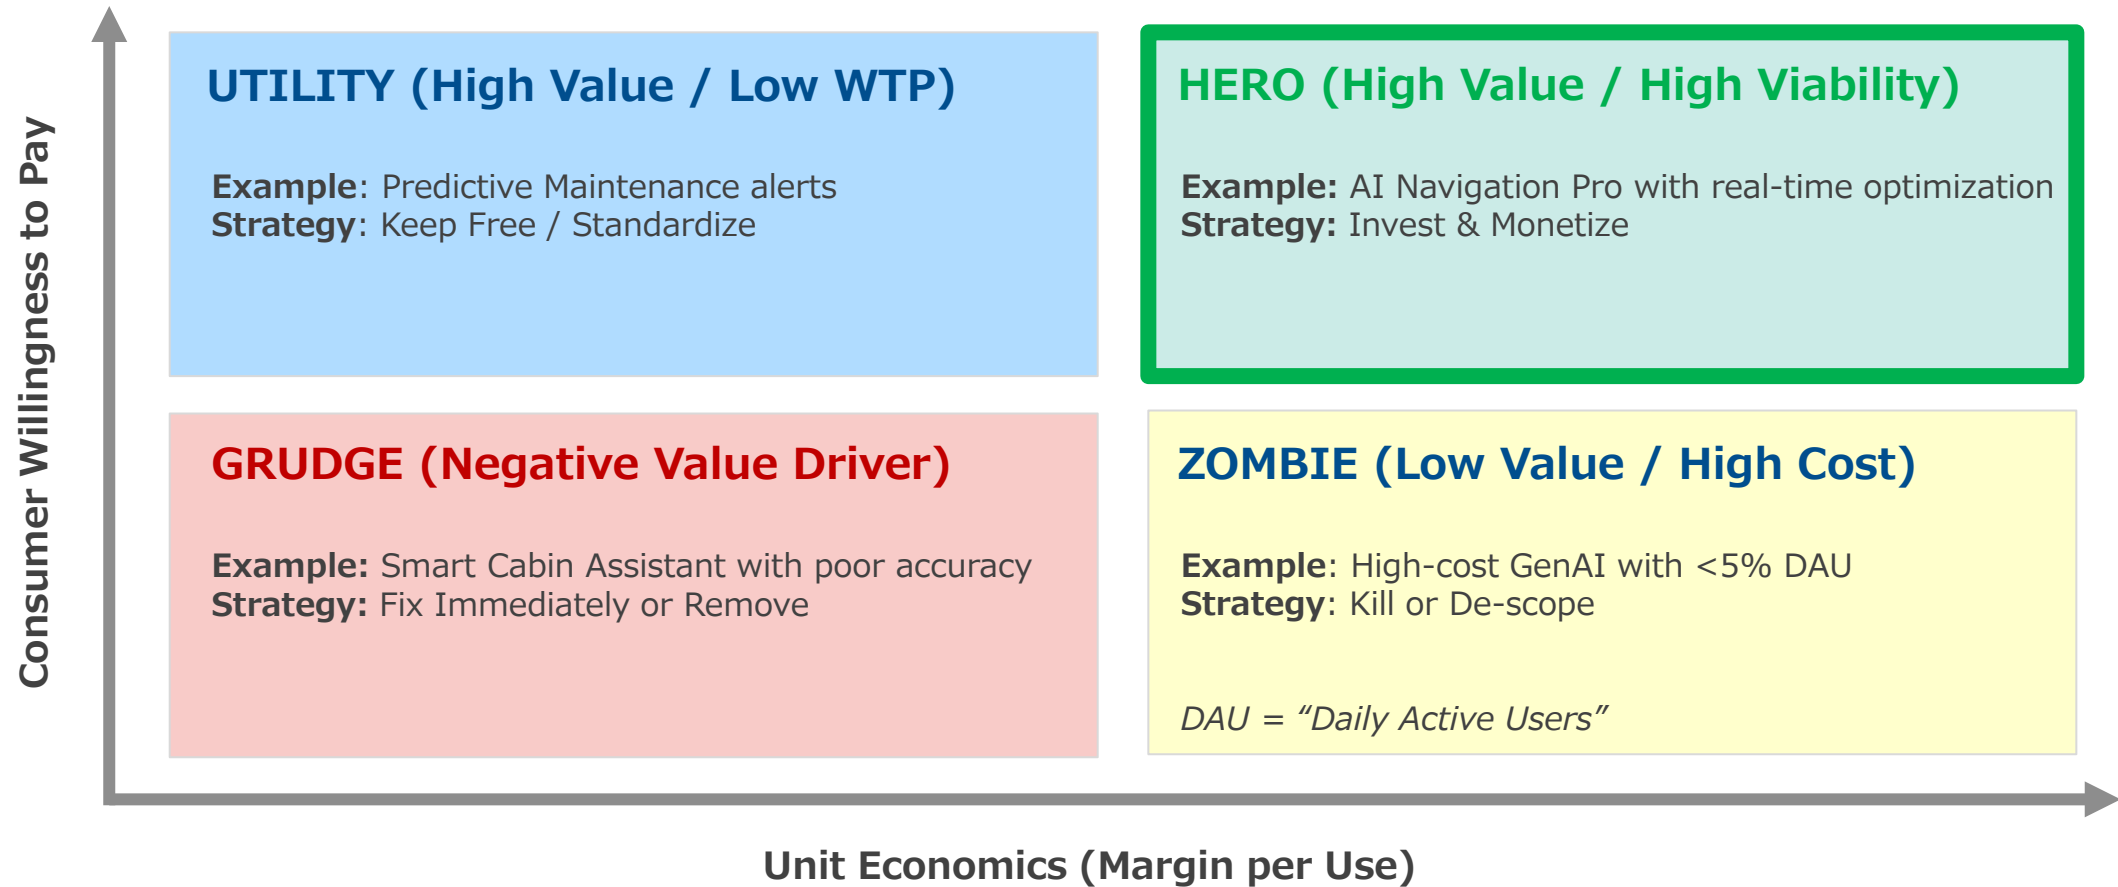 Consumer Willingness to Pay
UTILITY (High Value / Low WTP)
Example: Predictive Maintenance alerts
Strategy: Keep Free / Standardize
HERO (High Value / High Viability)
Example: AI Navigation Pro with real-time optimization
Strategy: Invest & Monetize
GRUDGE (Negative Value Driver)
Example: Smart Cabin Assistant with poor accuracy
Strategy: Fix Immediately or Remove
ZOMBIE (Low Value / High Cost)
Example: High-cost GenAI with <5% DAU
Strategy: Kill or De-scope
DAU = “Daily Active Users”
Unit Economics (Margin per Use)